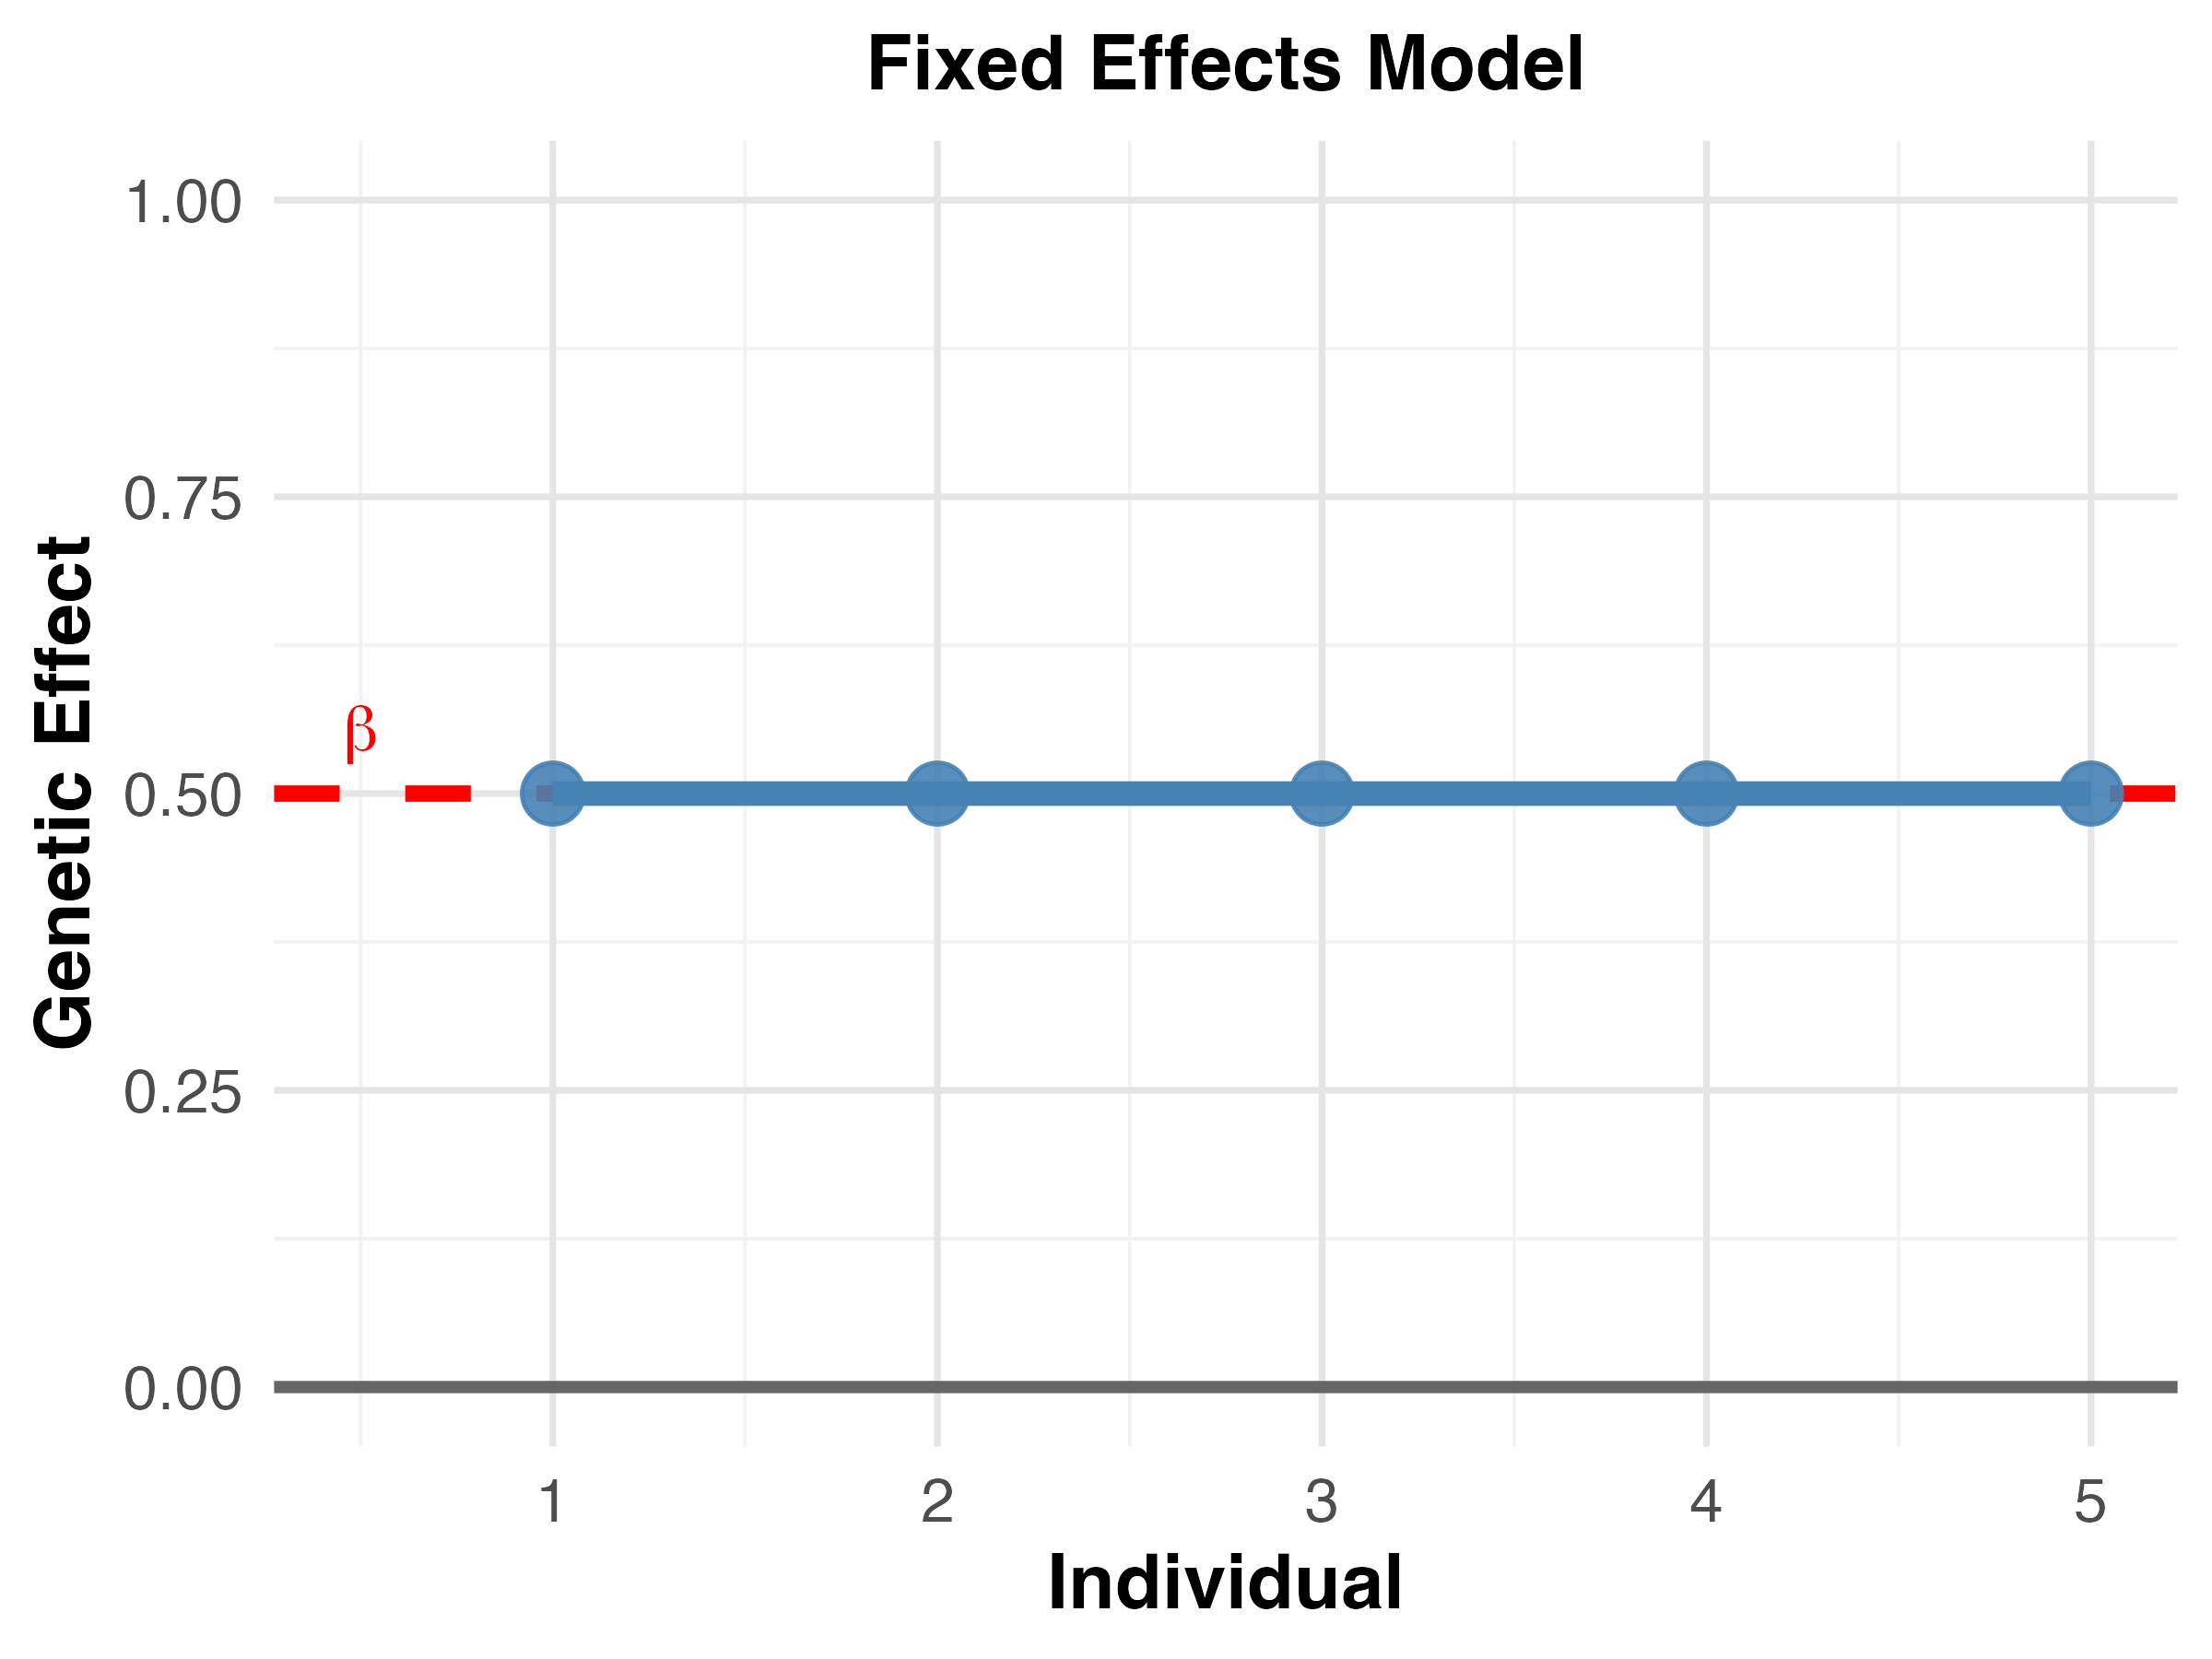 Fixed Effects Model
1.00
0.75
0.50
0.25
0.00
Genetic Effect
β
1 2 3 4 5
Individual